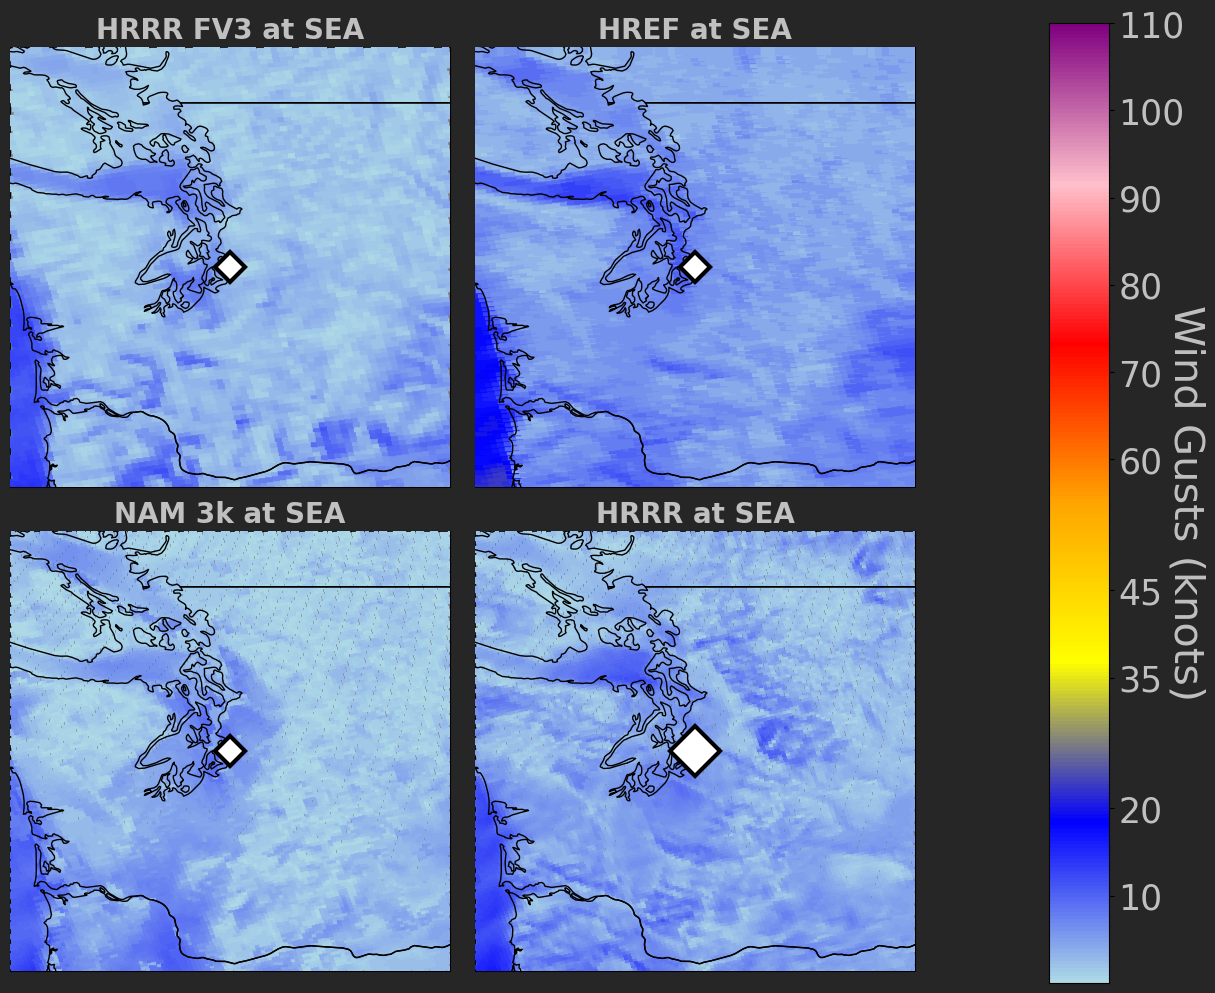 HRRR FV3 at SEA
HREF at SEA
NAM 3k at SEA
HRRR at SEA
110
100
90
80
70
60
45
35
20
10
Wind Gusts (knots)